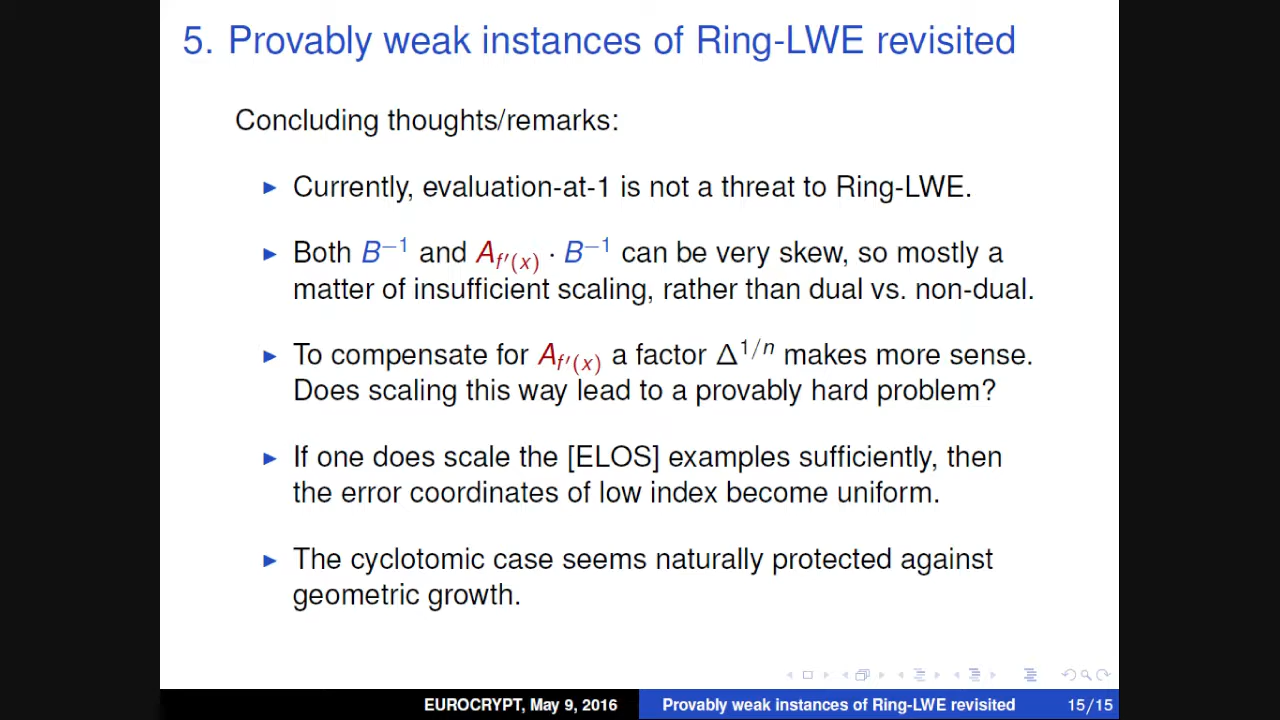 5. Provably weak instances of Ring-LWE revisited
Concluding thoughts/remarks:
▶ Currently, evaluation-at-1 is not a threat to Ring-LWE.
▶ Both B⁻¹ and A_f′(x) · B⁻¹ can be very skew, so mostly a
matter of insufficient scaling, rather than dual vs. non-dual.
▶ To compensate for A_f′(x) a factor Δ^1/n makes more sense.
Does scaling this way lead to a provably hard problem?
▶ If one does scale the [ELOS] examples sufficiently, then
the error coordinates of low index become uniform.
▶ The cyclotomic case seems naturally protected against
geometric growth.
EUROCRYPT, May 9, 2016 Provably weak instances of Ring-LWE revisited 15/15